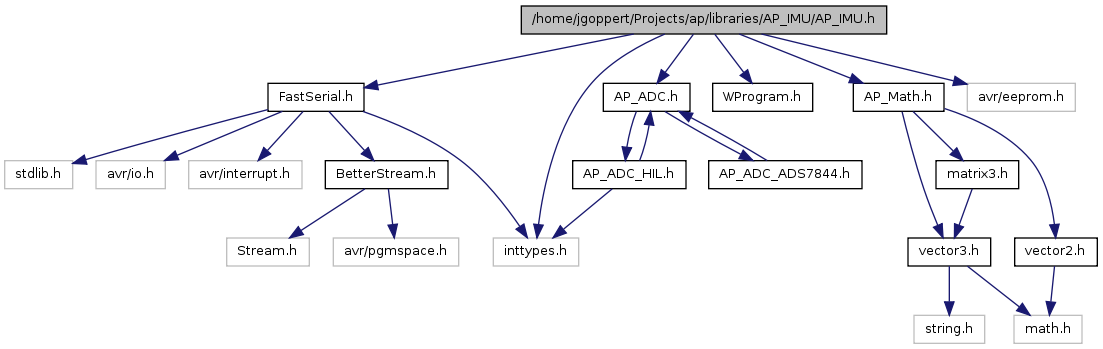 /home/jgoppert/Projects/ap/libraries/AP_IMU/AP_IMU.h
FastSerial.h
AP_ADC.h
WProgram.h
AP_Math.h
avr/eeprom.h
stdlib.h
avr/io.h
avr/interrupt.h
BetterStream.h
AP_ADC_HIL.h
AP_ADC_ADS7844.h
matrix3.h
Stream.h
avr/pgmspace.h
inttypes.h
vector3.h
vector2.h
string.h
math.h